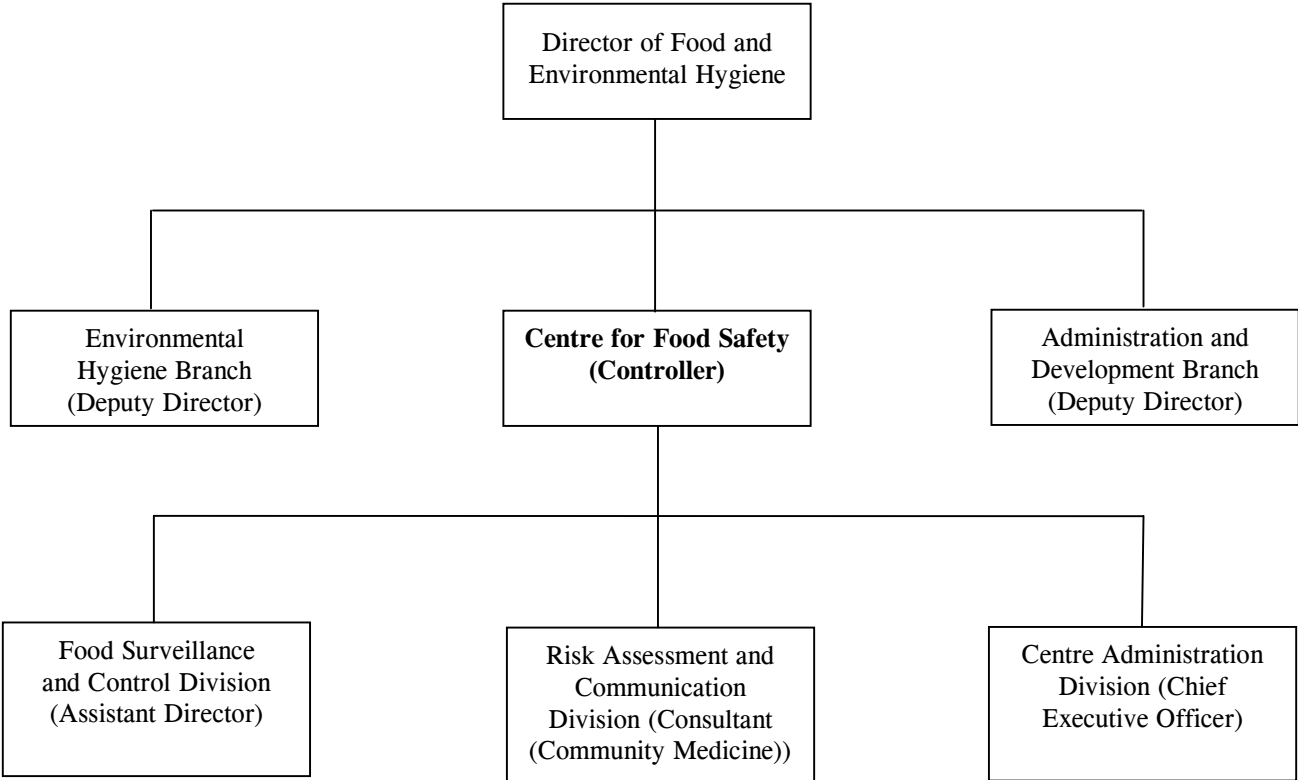 Director of Food and
Environmental Hygiene
Environmental
Hygiene Branch
(Deputy Director)
Centre for Food Safety
(Controller)
Administration and
Development Branch
(Deputy Director)
Food Surveillance
and Control Division
(Assistant Director)
Risk Assessment and
Communication
Division (Consultant
(Community Medicine))
Centre Administration
Division (Chief
Executive Officer)